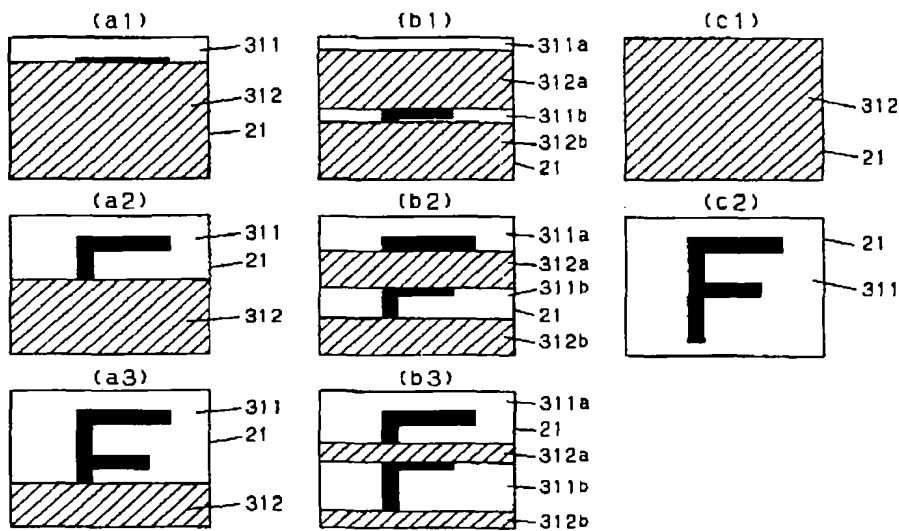 (a1) (b1) (c1)
311 311a
312 312a 312
311b
21 312b 21
21
(a2) (b2) (c2)
311 311a 21
21 312a
311b 311
F 21 F
312 312b
(a3) (b3)
311 311a
21 21
F 312a
F 311b
312 312b